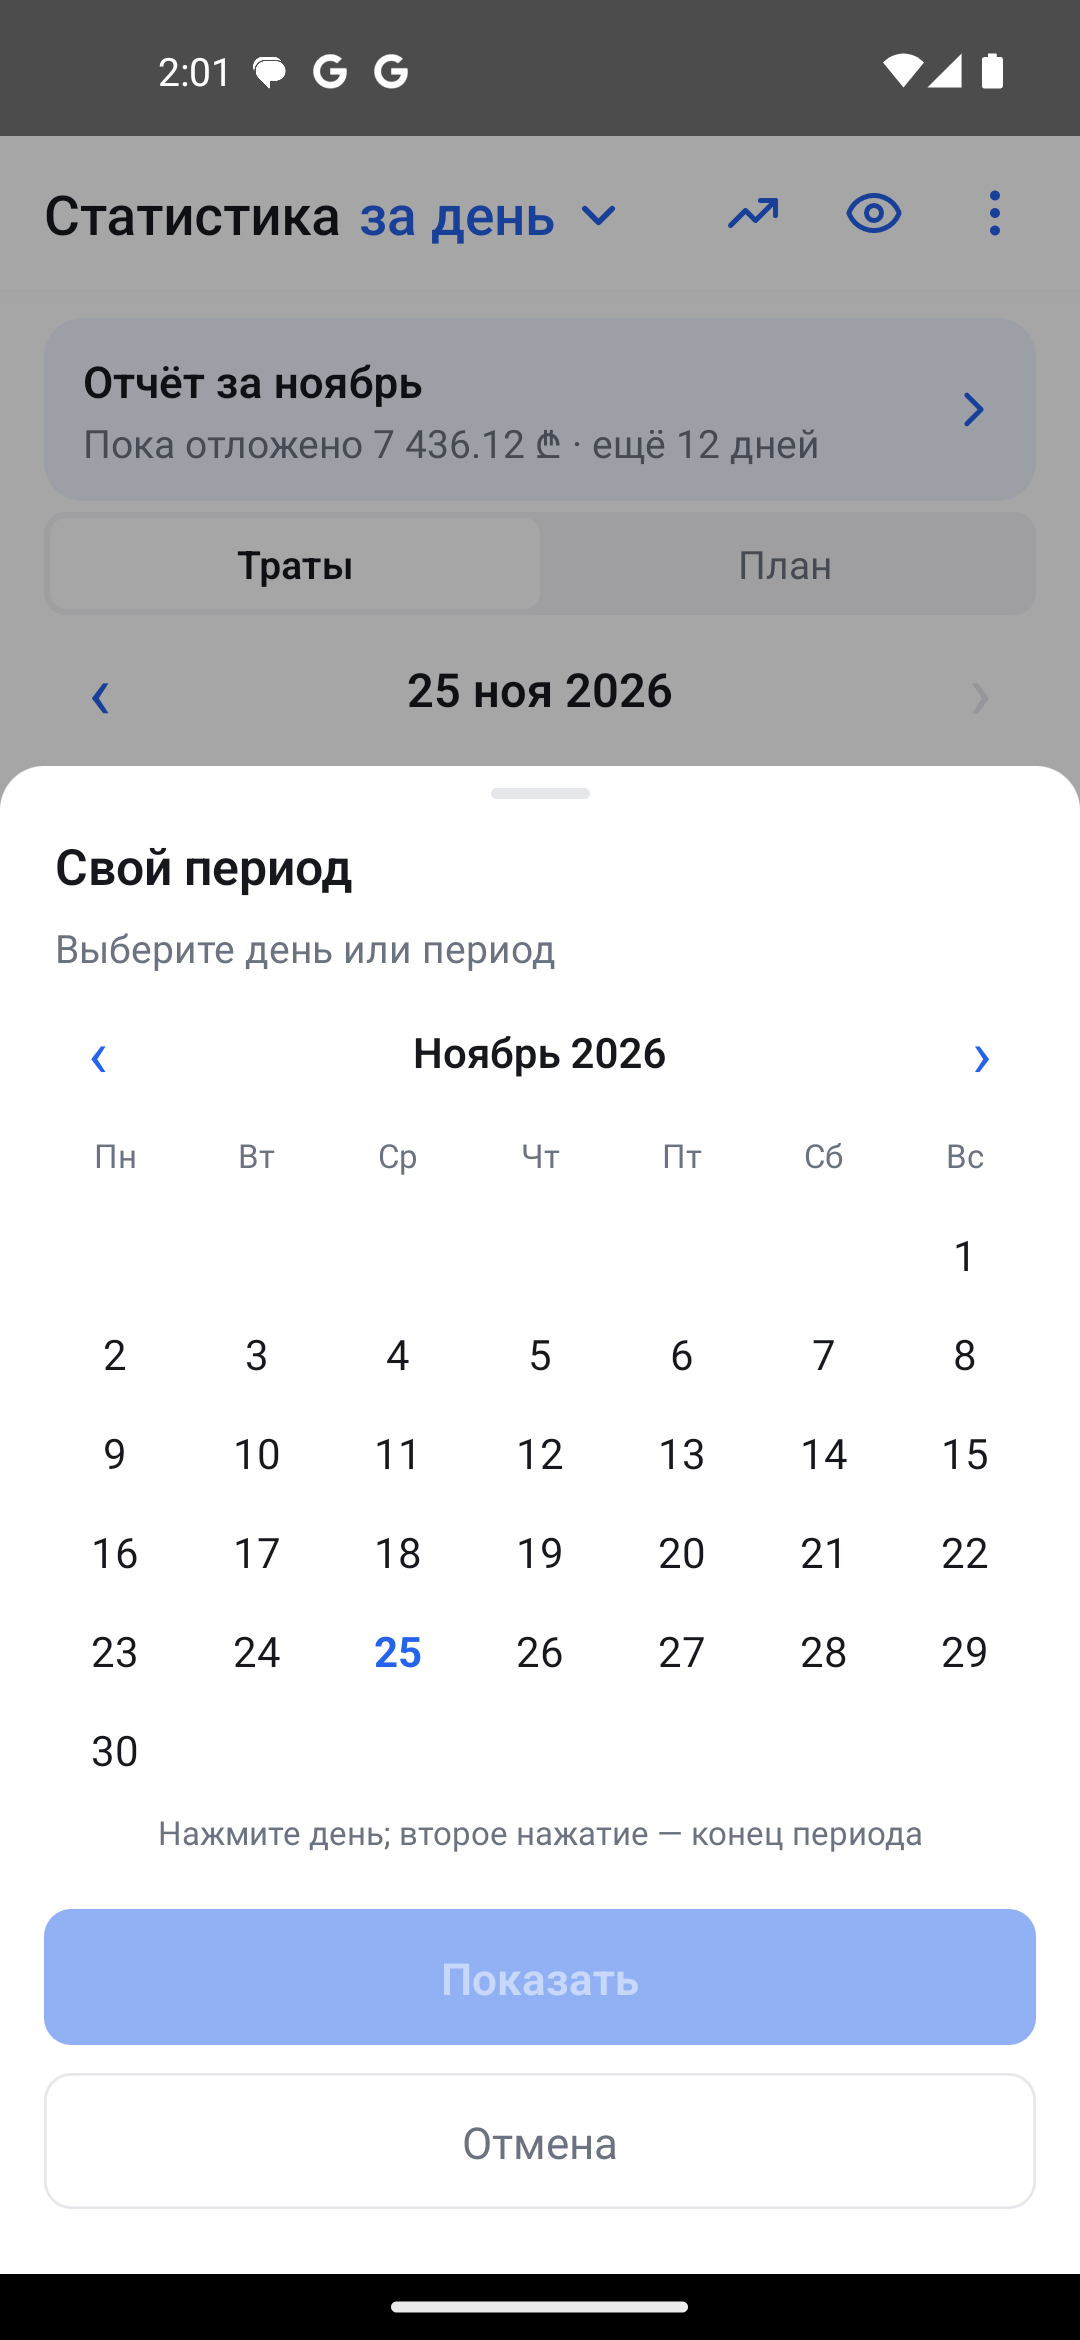 2:01
Статистика за день
Отчёт за ноябрь
Пока отложено 7 436.12 ₾ · ещё 12 дней
Траты План
‹ 25 ноя 2026 ›
Свой период
Выберите день или период
‹ Ноябрь 2026 ›
Пн Вт Ср Чт Пт Сб Вс
1
2 3 4 5 6 7 8
9 10 11 12 13 14 15
16 17 18 19 20 21 22
23 24 25 26 27 28 29
30
Нажмите день; второе нажатие — конец периода
Показать
Отмена